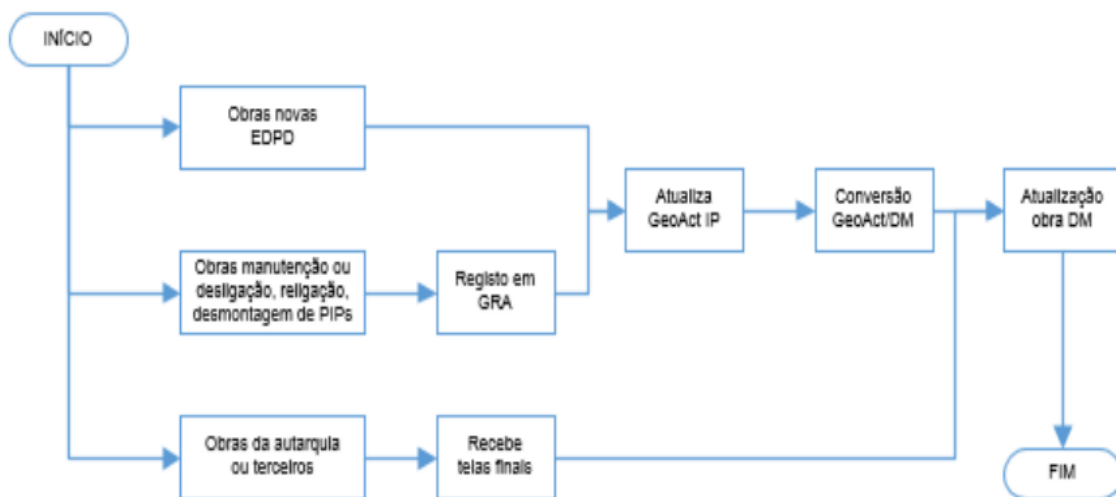 INÍCIO
Obras novas
EDPD
Atualiza
GeoAct IP
Conversão
GeoAct/DM
Atualização
obra DM
Obras manutenção ou
desligação, religação,
desmontagem de PIPs
Registo em
GRA
Obras da autarquia
ou terceiros
Recebe
telas finais
FIM